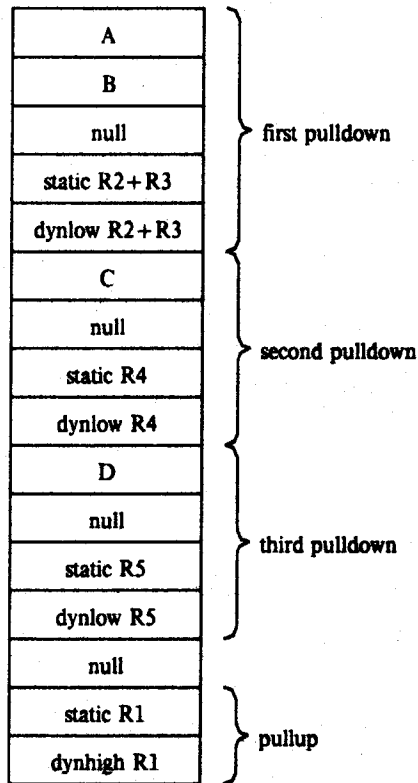 A
B
null
static R2+R3
dynlow R2+R3
first pulldown
C
null
static R4
dynlow R4
second pulldown
D
null
static R5
dynlow R5
third pulldown
null
static R1
dynhigh R1
pullup